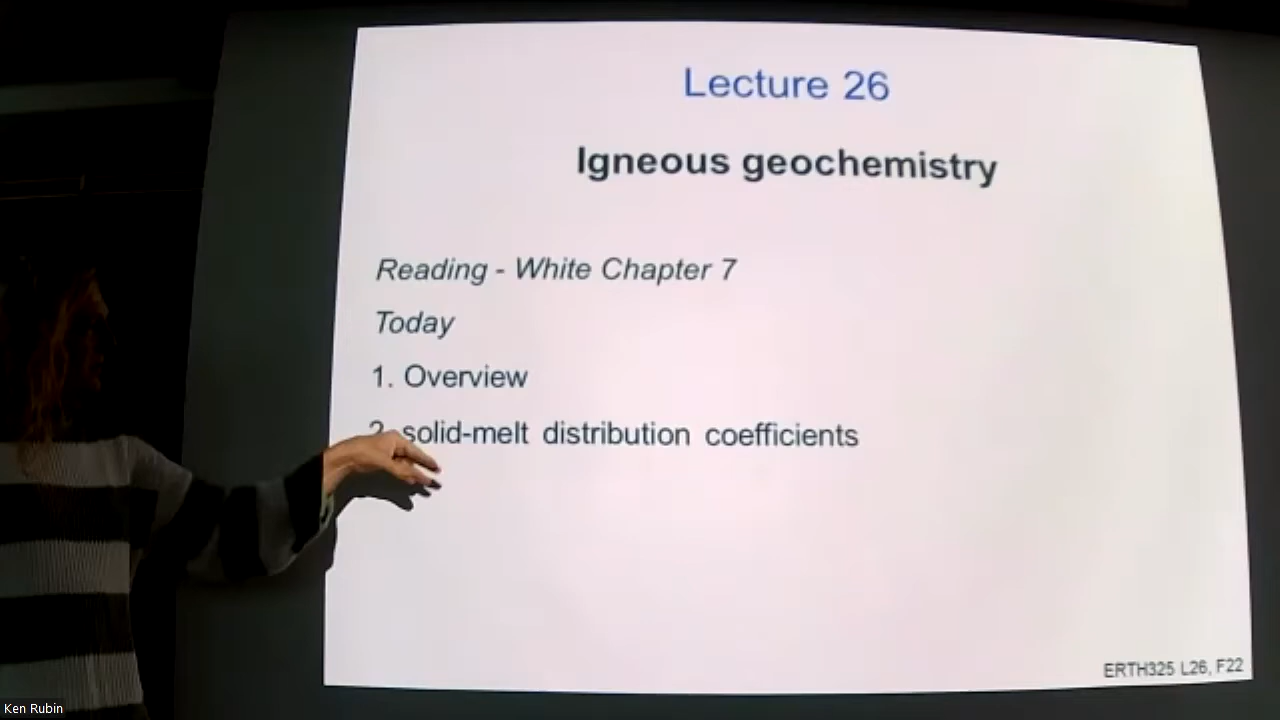 Lecture 26
Igneous geochemistry
Reading - White Chapter 7
Today
1. Overview
2. solid-melt distribution coefficients
ERTH325 L26, F22
Ken Rubin